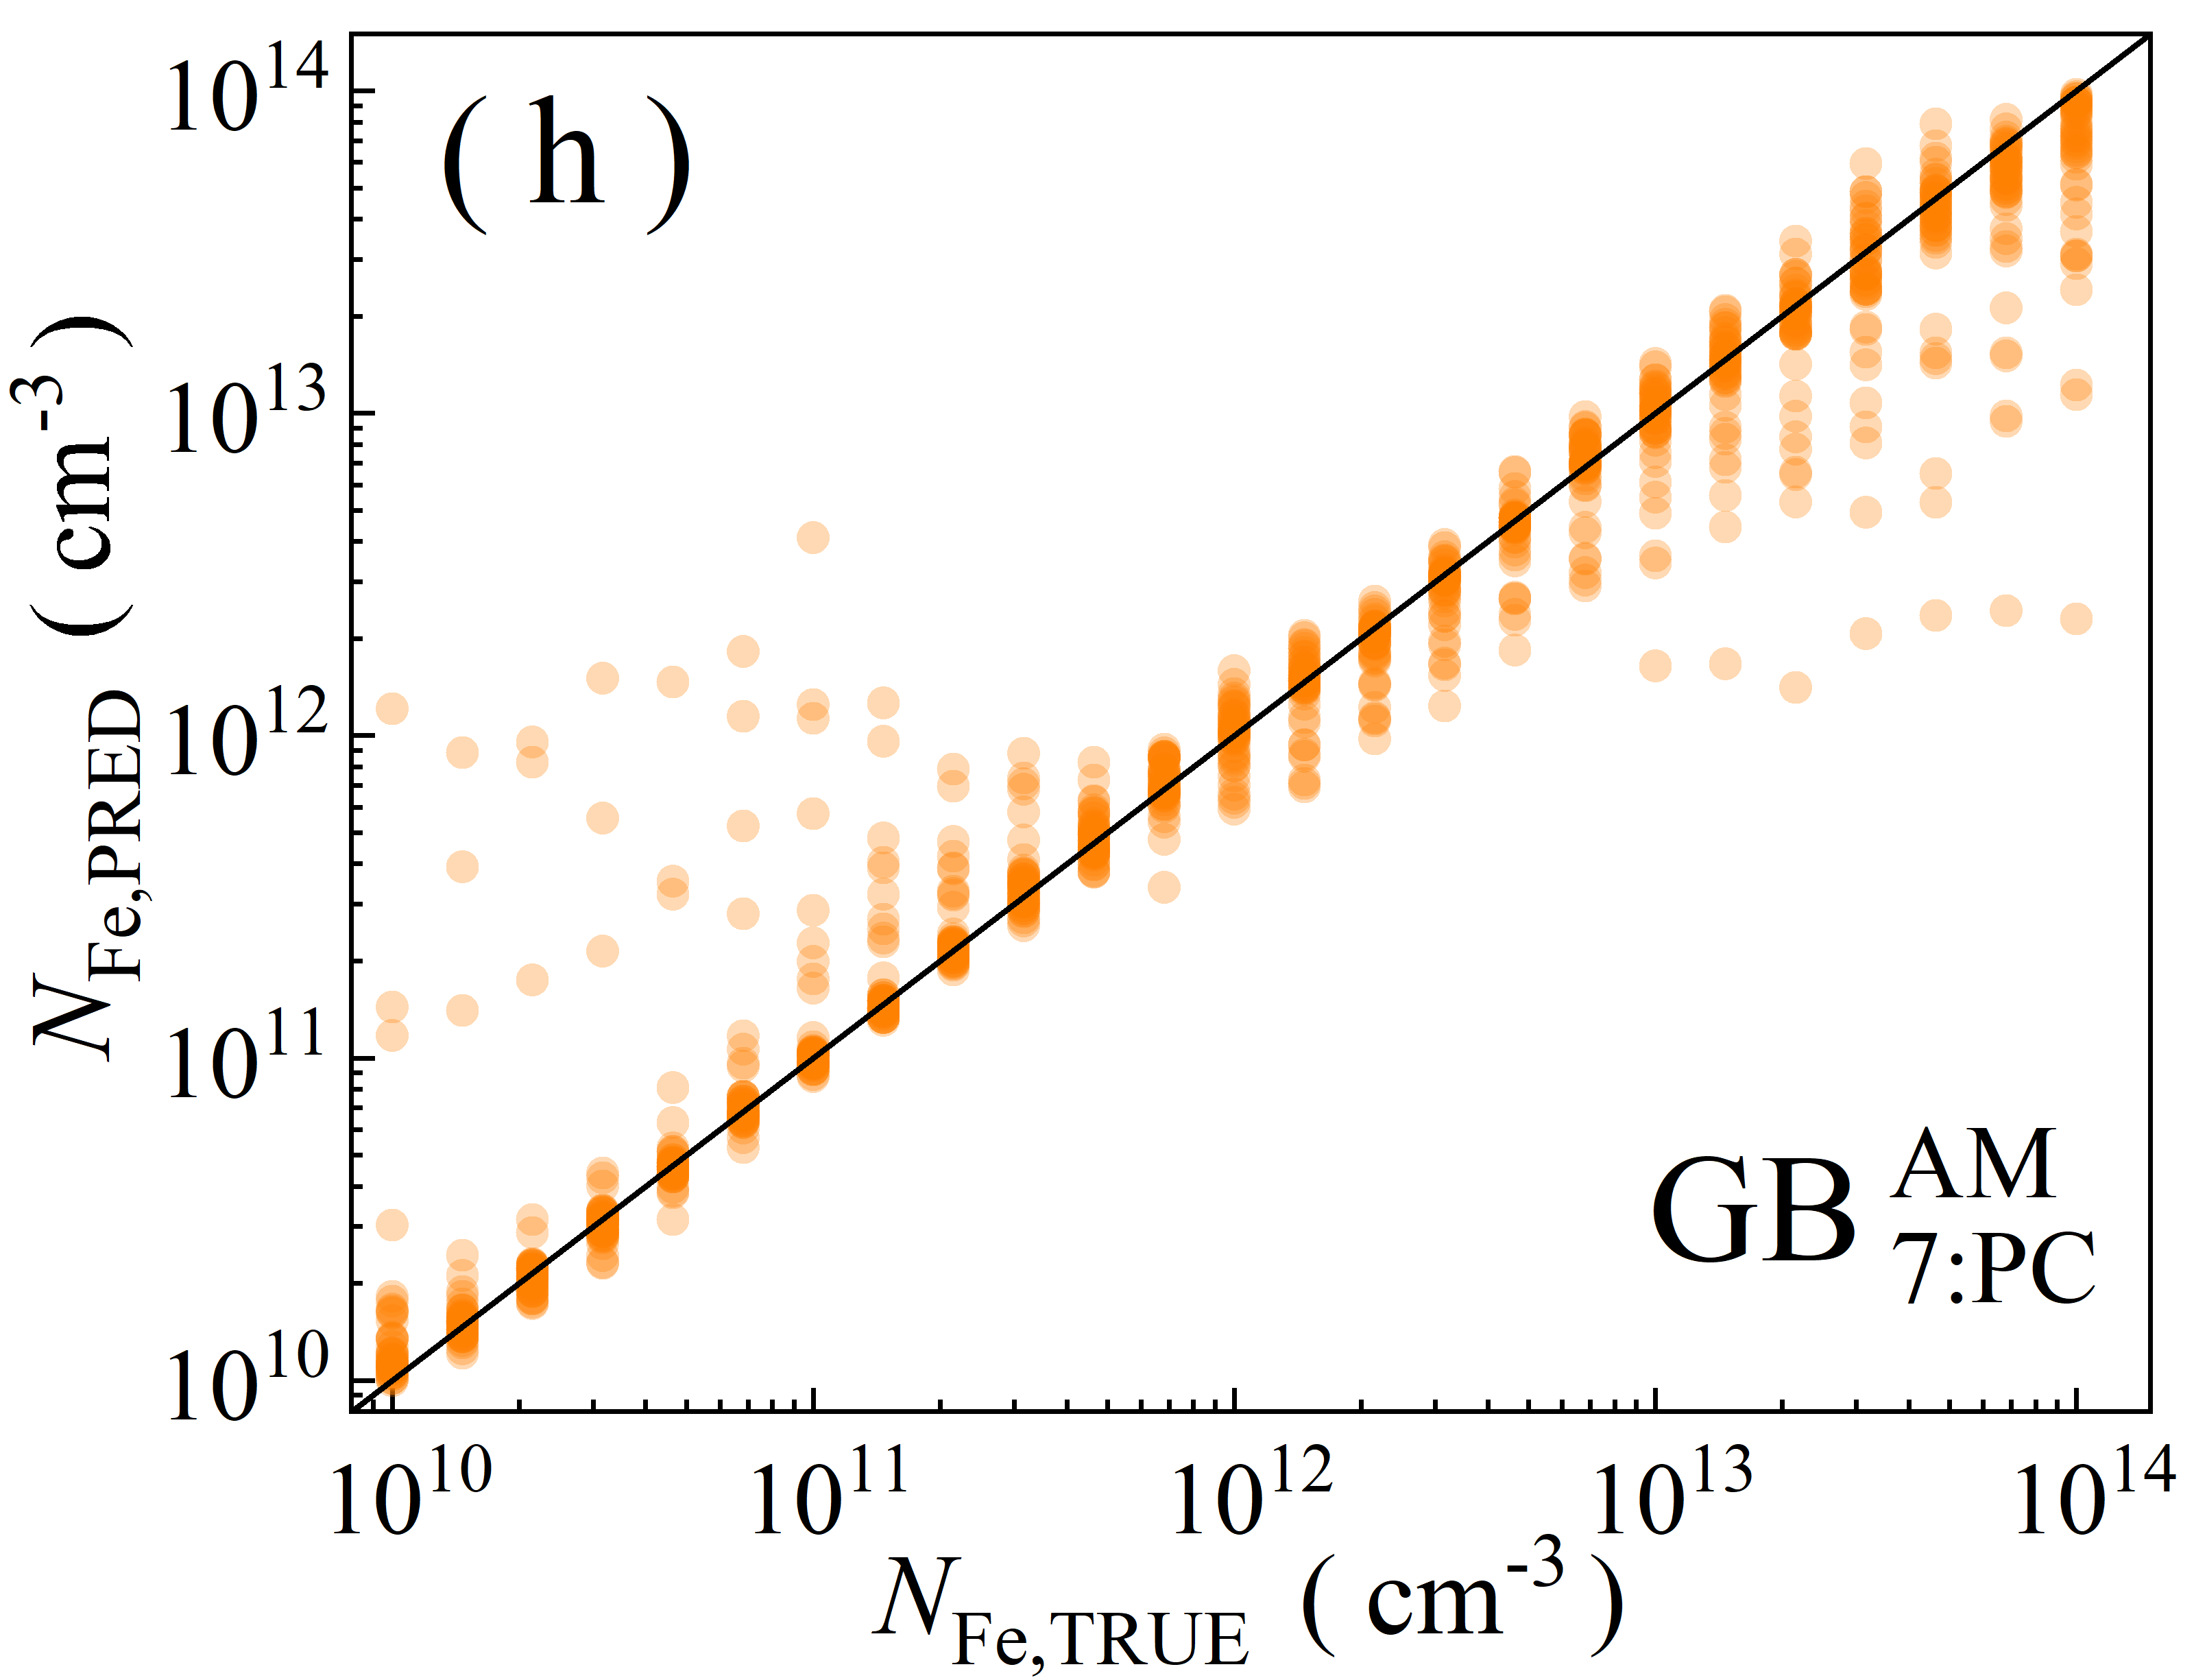 ( h )
10^14
10^13
10^12
10^11
10^10
N_Fe,PRED ( cm^-3 )
GB AM
7:PC
10^10 10^11 10^12 10^13 10^14
N_Fe,TRUE ( cm^-3 )